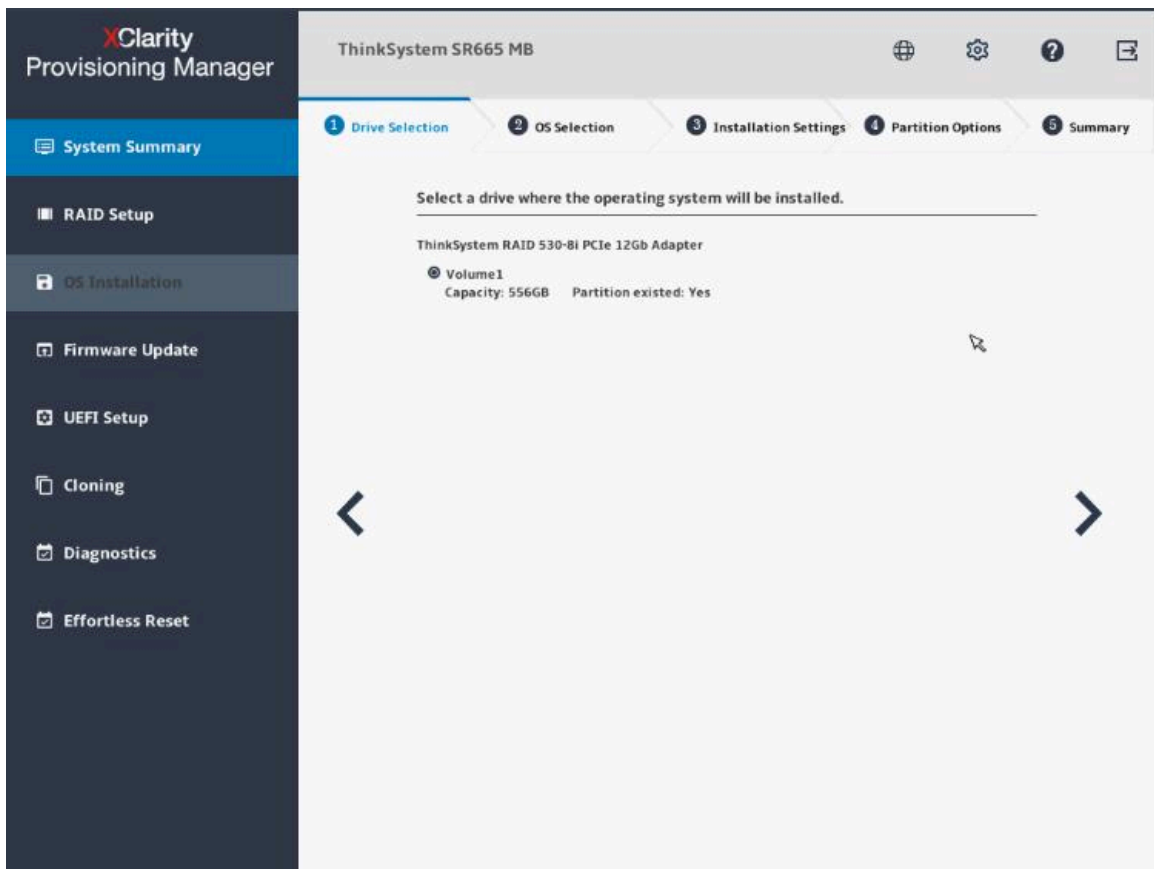 XClarity
Provisioning Manager
System Summary
RAID Setup
OS Installation
Firmware Update
UEFI Setup
Cloning
Diagnostics
Effortless Reset
ThinkSystem SR665 MB
?
1 Drive Selection
2 OS Selection
3 Installation Settings
4 Partition Options
5 Summary
Select a drive where the operating system will be installed.
ThinkSystem RAID 530-8i PCIe 12Gb Adapter
Volume1
Capacity: 556GB Partition existed: Yes